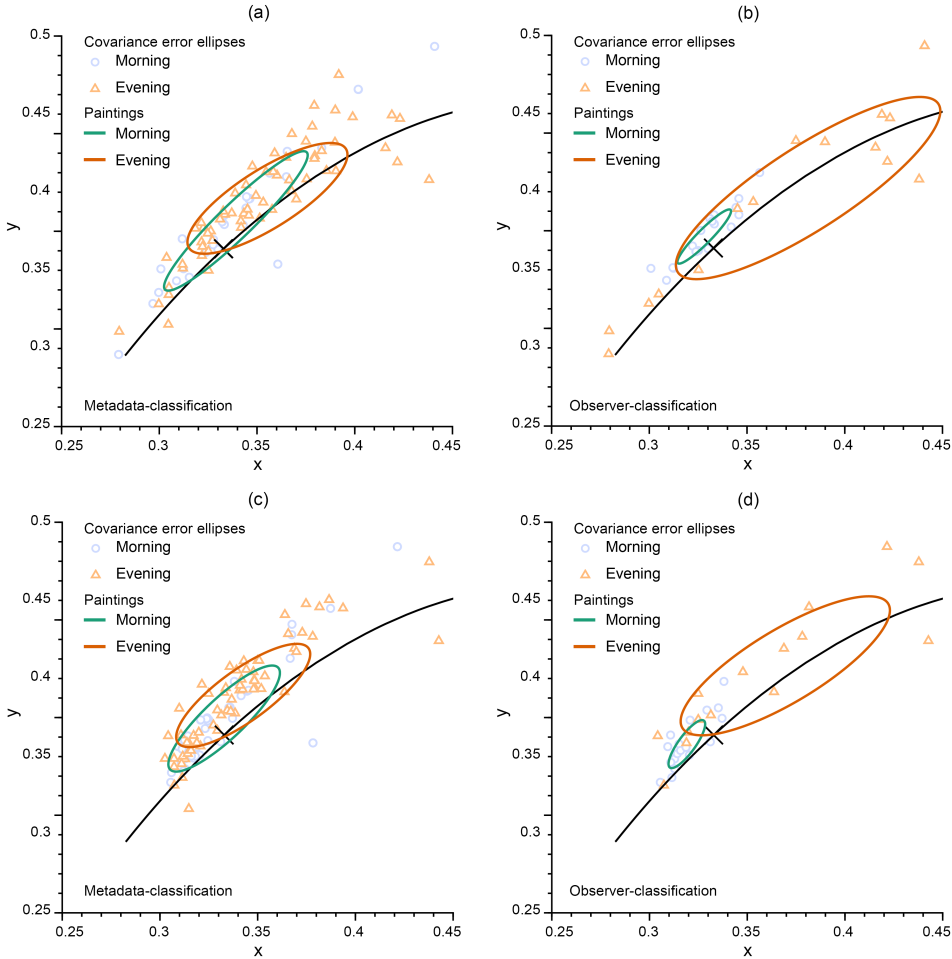 (a)
Covariance error ellipses
Morning
Evening
Paintings
Morning
Evening
0.5
0.45
0.4
y
0.35
0.3
0.25
Metadata-classification
0.25
0.3
0.35
0.4
0.45
x
(b)
Covariance error ellipses
Morning
Evening
Paintings
Morning
Evening
0.5
0.45
0.4
y
0.35
0.3
0.25
Observer-classification
0.25
0.3
0.35
0.4
0.45
x
(c)
Covariance error ellipses
Morning
Evening
Paintings
Morning
Evening
0.5
0.45
0.4
y
0.35
0.3
0.25
Metadata-classification
0.25
0.3
0.35
0.4
0.45
x
(d)
Covariance error ellipses
Morning
Evening
Paintings
Morning
Evening
0.5
0.45
0.4
y
0.35
0.3
0.25
Observer-classification
0.25
0.3
0.35
0.4
0.45
x